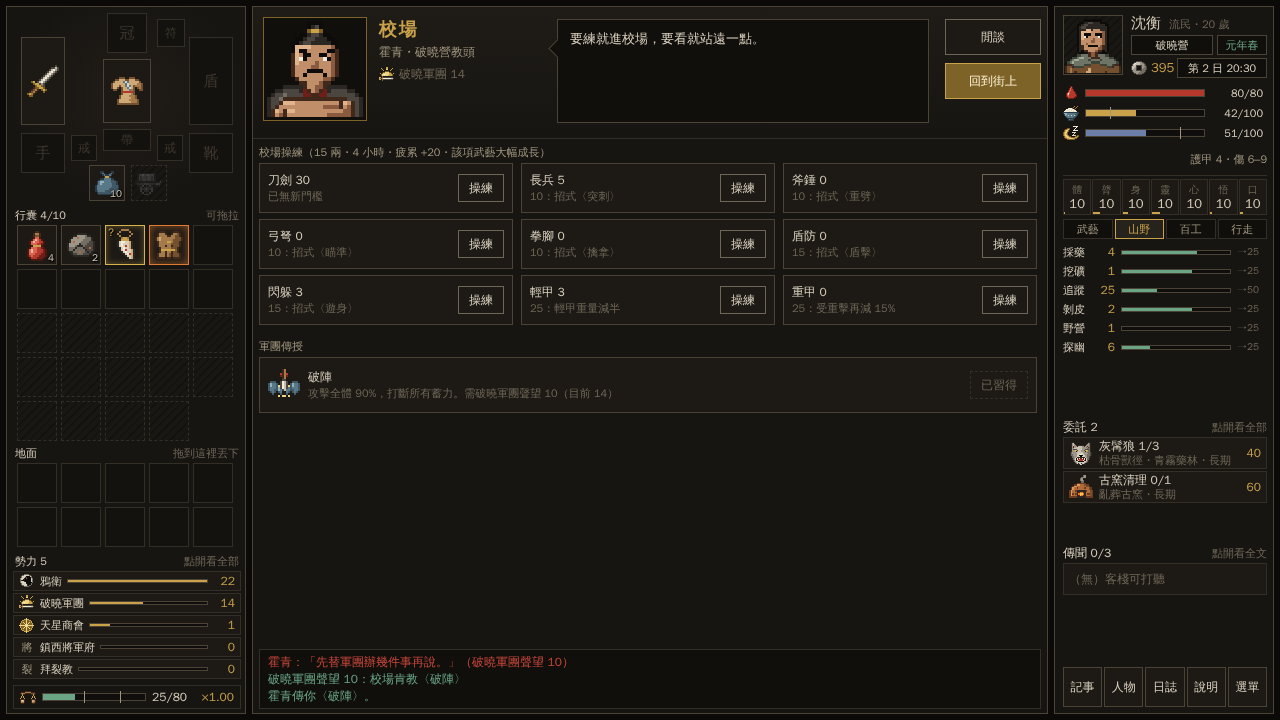 冠
符
盾
手
戒
帶
戒
靴
10
行囊 4/10
可拖拉
4
2
?
地面
拖到這裡丟下
勢力 5
點開看全部
鴉衛
22
破曉軍團
14
天星商會
1
將
鎮西將軍府
0
裂
拜裂教
0
25/80
×1.00
校場
霍青・破曉營教頭
破曉軍團 14
要練就進校場，要看就站遠一點。
閒談
回到街上
校場操練（15 兩・4 小時・疲累 +20・該項武藝大幅成長）
刀劍 30
已無新門檻
操練
長兵 5
10：招式〈突刺〉
操練
斧錘 0
10：招式〈重劈〉
操練
弓弩 0
10：招式〈瞄準〉
操練
拳腳 0
10：招式〈擒拿〉
操練
盾防 0
15：招式〈盾擊〉
操練
閃躲 3
15：招式〈遊身〉
操練
輕甲 3
25：輕甲重量減半
操練
重甲 0
25：受重擊再減 15%
操練
軍團傳授
破陣
攻擊全體 90%，打斷所有蓄力。需破曉軍團聲望 10（目前 14）
已習得
霍青：「先替軍團辦幾件事再說。」（破曉軍團聲望 10）
破曉軍團聲望 10：校場肯教〈破陣〉
霍青傳你〈破陣〉。
沈衡
流民・20 歲
破曉營
元年春
395
第 2 日 20:30
80/80
42/100
51/100
護甲 4・傷 6–9
體
臂
身
靈
心
悟
口
10
10
10
10
10
10
10
武藝
山野
百工
行走
採藥
4
→25
挖礦
1
→25
追蹤
25
→50
剝皮
2
→25
野營
1
→25
探幽
6
→25
委託 2
點開看全部
灰髯狼 1/3
枯骨獸徑・青霧藥林・長期
40
古窯清理 0/1
亂葬古窯・長期
60
傳聞 0/3
點開看全文
（無）客棧可打聽
記事
人物
日誌
說明
選單